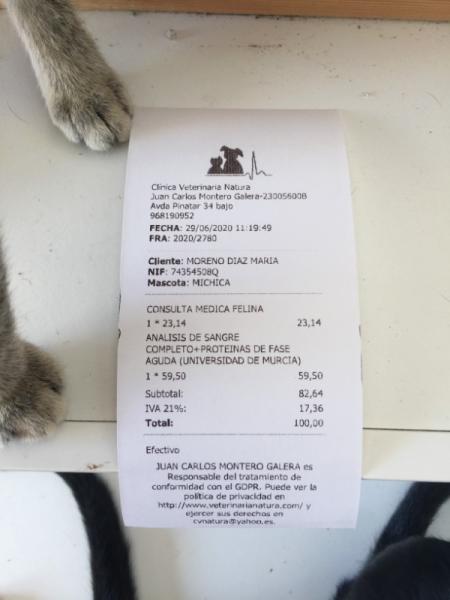 Clínica Veterinaria Natura
Juan Carlos Montero Galera-23005600B
Avda Pinatar 34 bajo
968190952
FECHA: 29/06/2020 11:19:49
FRA: 2020/2780
Cliente: MORENO DIAZ MARIA
NIF: 74354508Q
Mascota: MICHICA
CONSULTA MEDICA FELINA
1 * 23,14 23,14
ANALISIS DE SANGRE
COMPLETO+PROTEINAS DE FASE
AGUDA (UNIVERSIDAD DE MURCIA)
1 * 59,50 59,50
Subtotal: 82,64
IVA 21%: 17,36
Total: 100,00
Efectivo
JUAN CARLOS MONTERO GALERA es
Responsable del tratamiento de
conformidad con el GDPR. Puede ver la
política de privacidad en
http://www.veterinarianatura.com/ y
ejercer sus derechos en
cvnatura@yahoo.es.